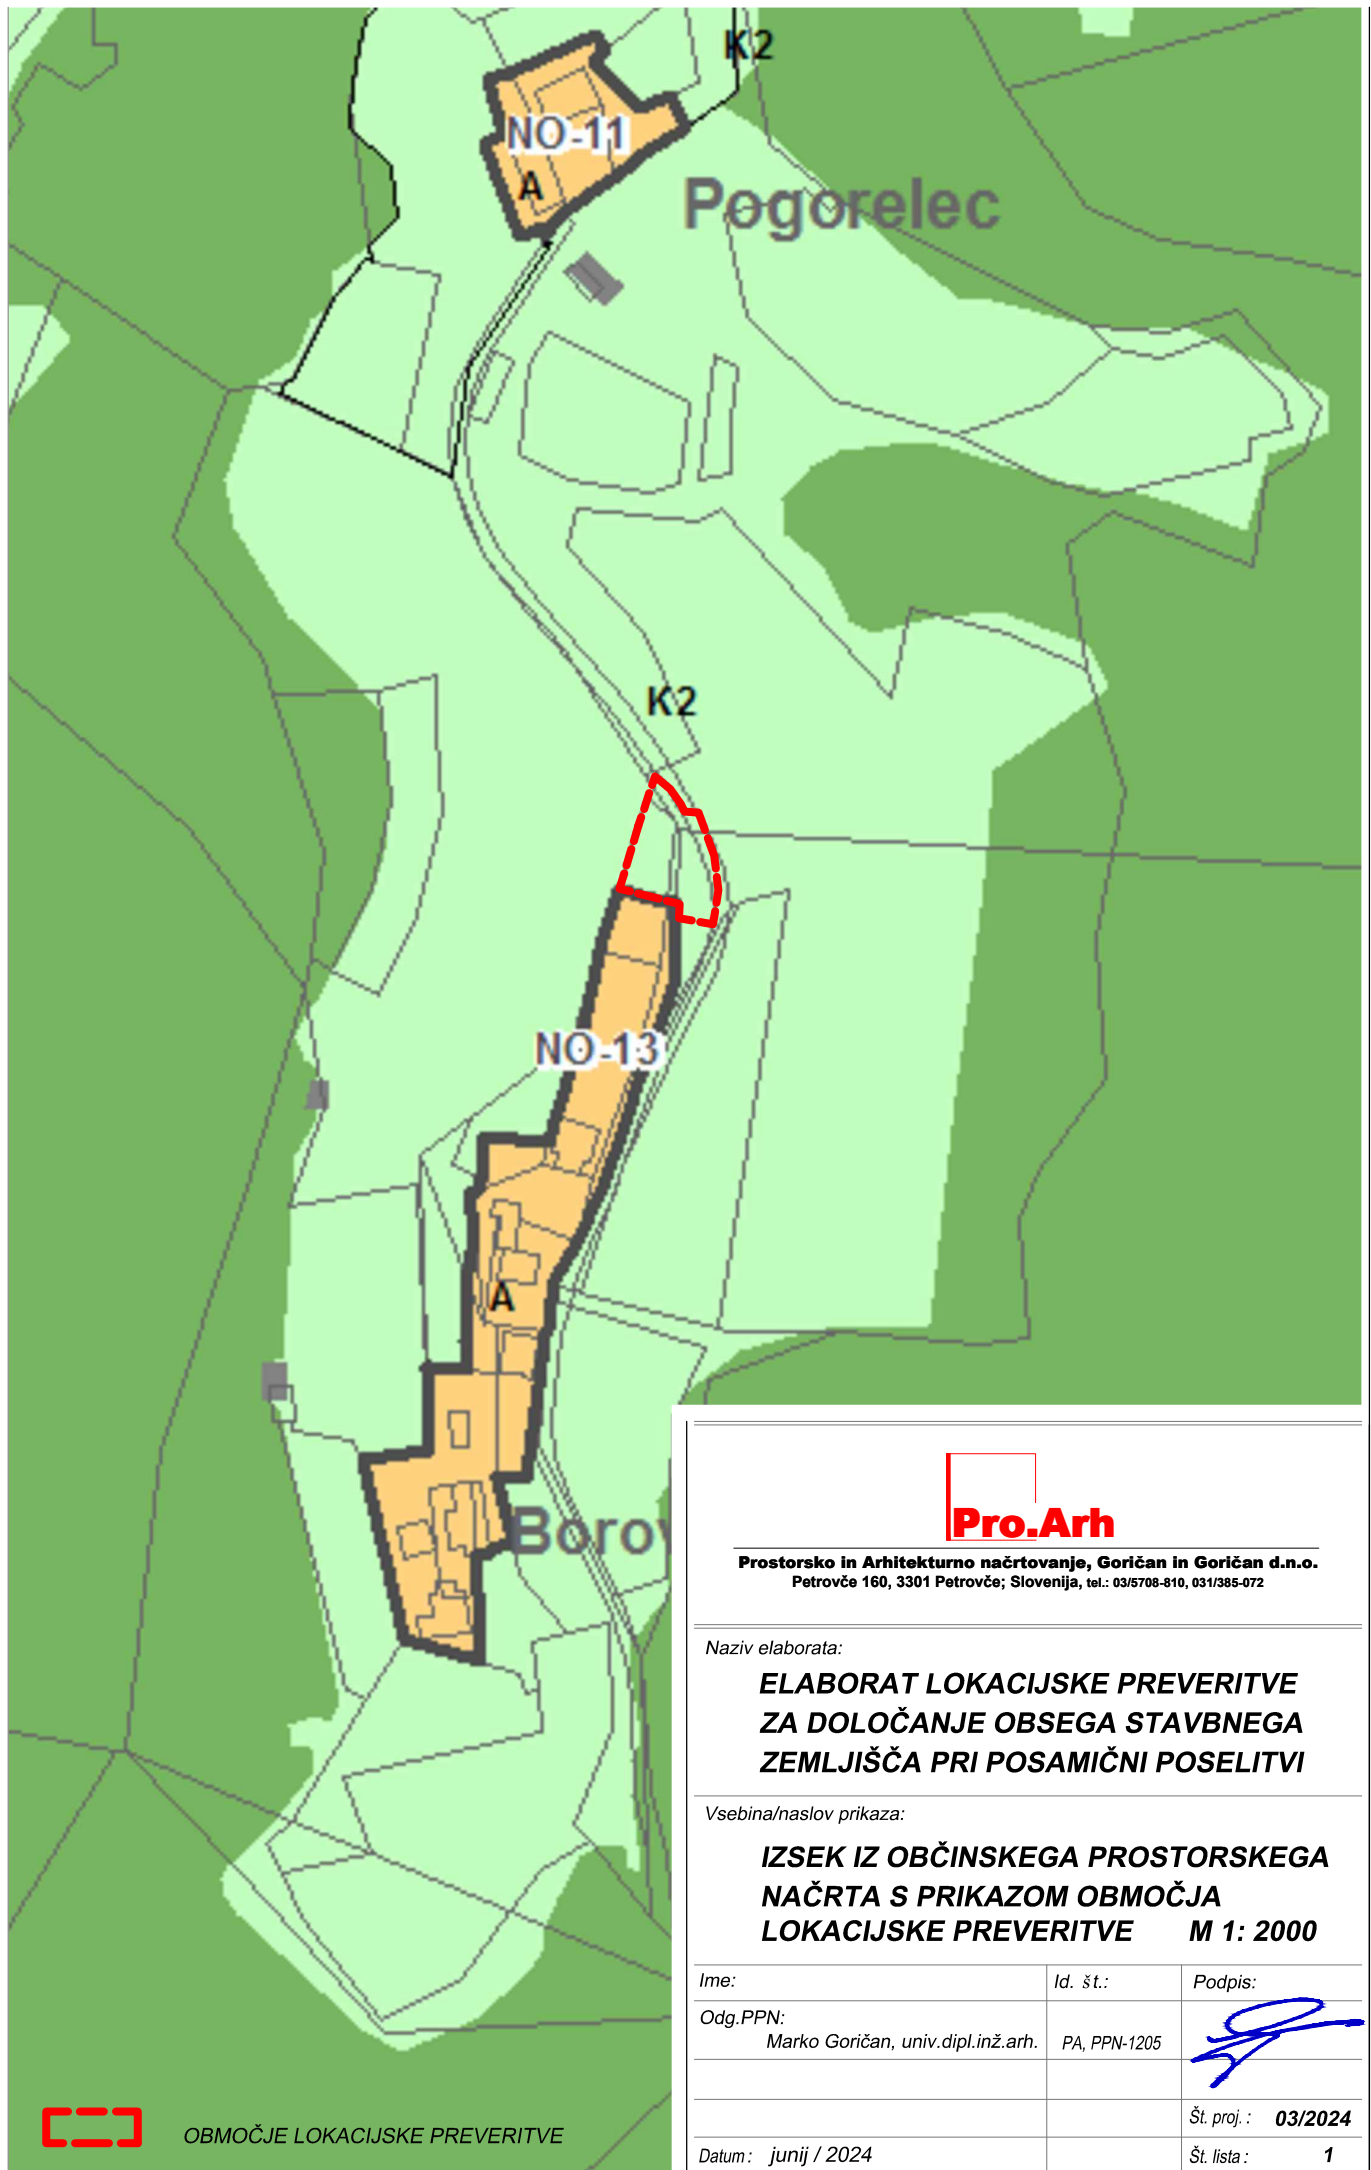 K2
NO-11
A
Pogorelec
K2
NO-13
A
Boro
Pro.Arh
Prostorsko in Arhitekturno načrtovanje, Goričan in Goričan d.n.o.
Petrovče 160, 3301 Petrovče; Slovenija, tel.: 03/5708-810, 031/385-072
Naziv elaborata:
ELABORAT LOKACIJSKE PREVERITVE
ZA DOLOČANJE OBSEGA STAVBNEGA
ZEMLJIŠČA PRI POSAMIČNI POSELITVI
Vsebina/naslov prikaza:
IZSEK IZ OBČINSKEGA PROSTORSKEGA
NAČRTA S PRIKAZOM OBMOČJA
LOKACIJSKE PREVERITVE M 1: 2000
Ime: Id. št.: Podpis:
Odg.PPN:
Marko Goričan, univ.dipl.inž.arh. PA, PPN-1205
Št. proj. : 03/2024
Datum : junij / 2024 Št. lista : 1
OBMOČJE LOKACIJSKE PREVERITVE